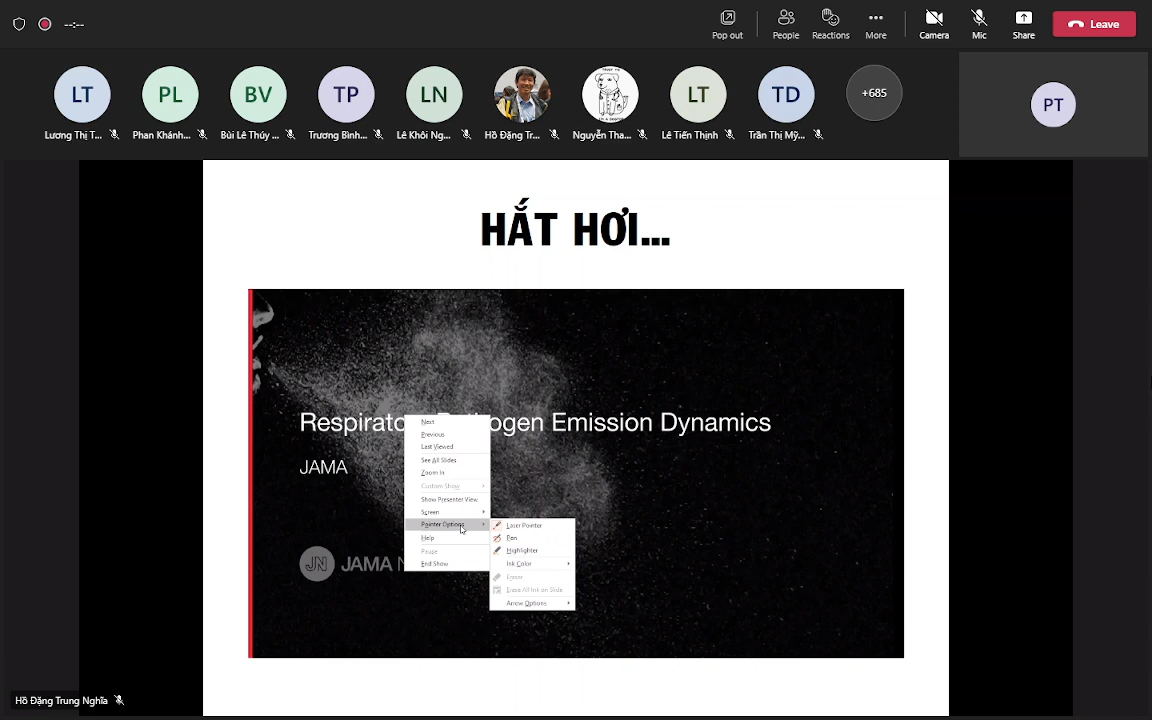 --:--
Pop out
People
Reactions
More
Camera
Mic
Share
Leave
LT
PL
BV
TP
LN
LT
TD
+685
PT
Lương Thị T...
Phan Khánh...
Bùi Lê Thúy ...
Trương Bình...
Lê Khôi Ng...
Hồ Đặng Tr...
Nguyễn Tha...
Lê Tiến Thịnh
Trần Thị Mỹ...
HẮT HƠI...
Respirato ogen Emission Dynamics
JAMA
JN JAMA N
Next
Previous
Last Viewed
See All Slides
Zoom In
Custom Show
Show Presenter View
Screen
Pointer Options
Help
Pause
End Show
Laser Pointer
Pen
Highlighter
Ink Color
Eraser
Erase All Ink on Slide
Arrow Options
Hồ Đặng Trung Nghĩa